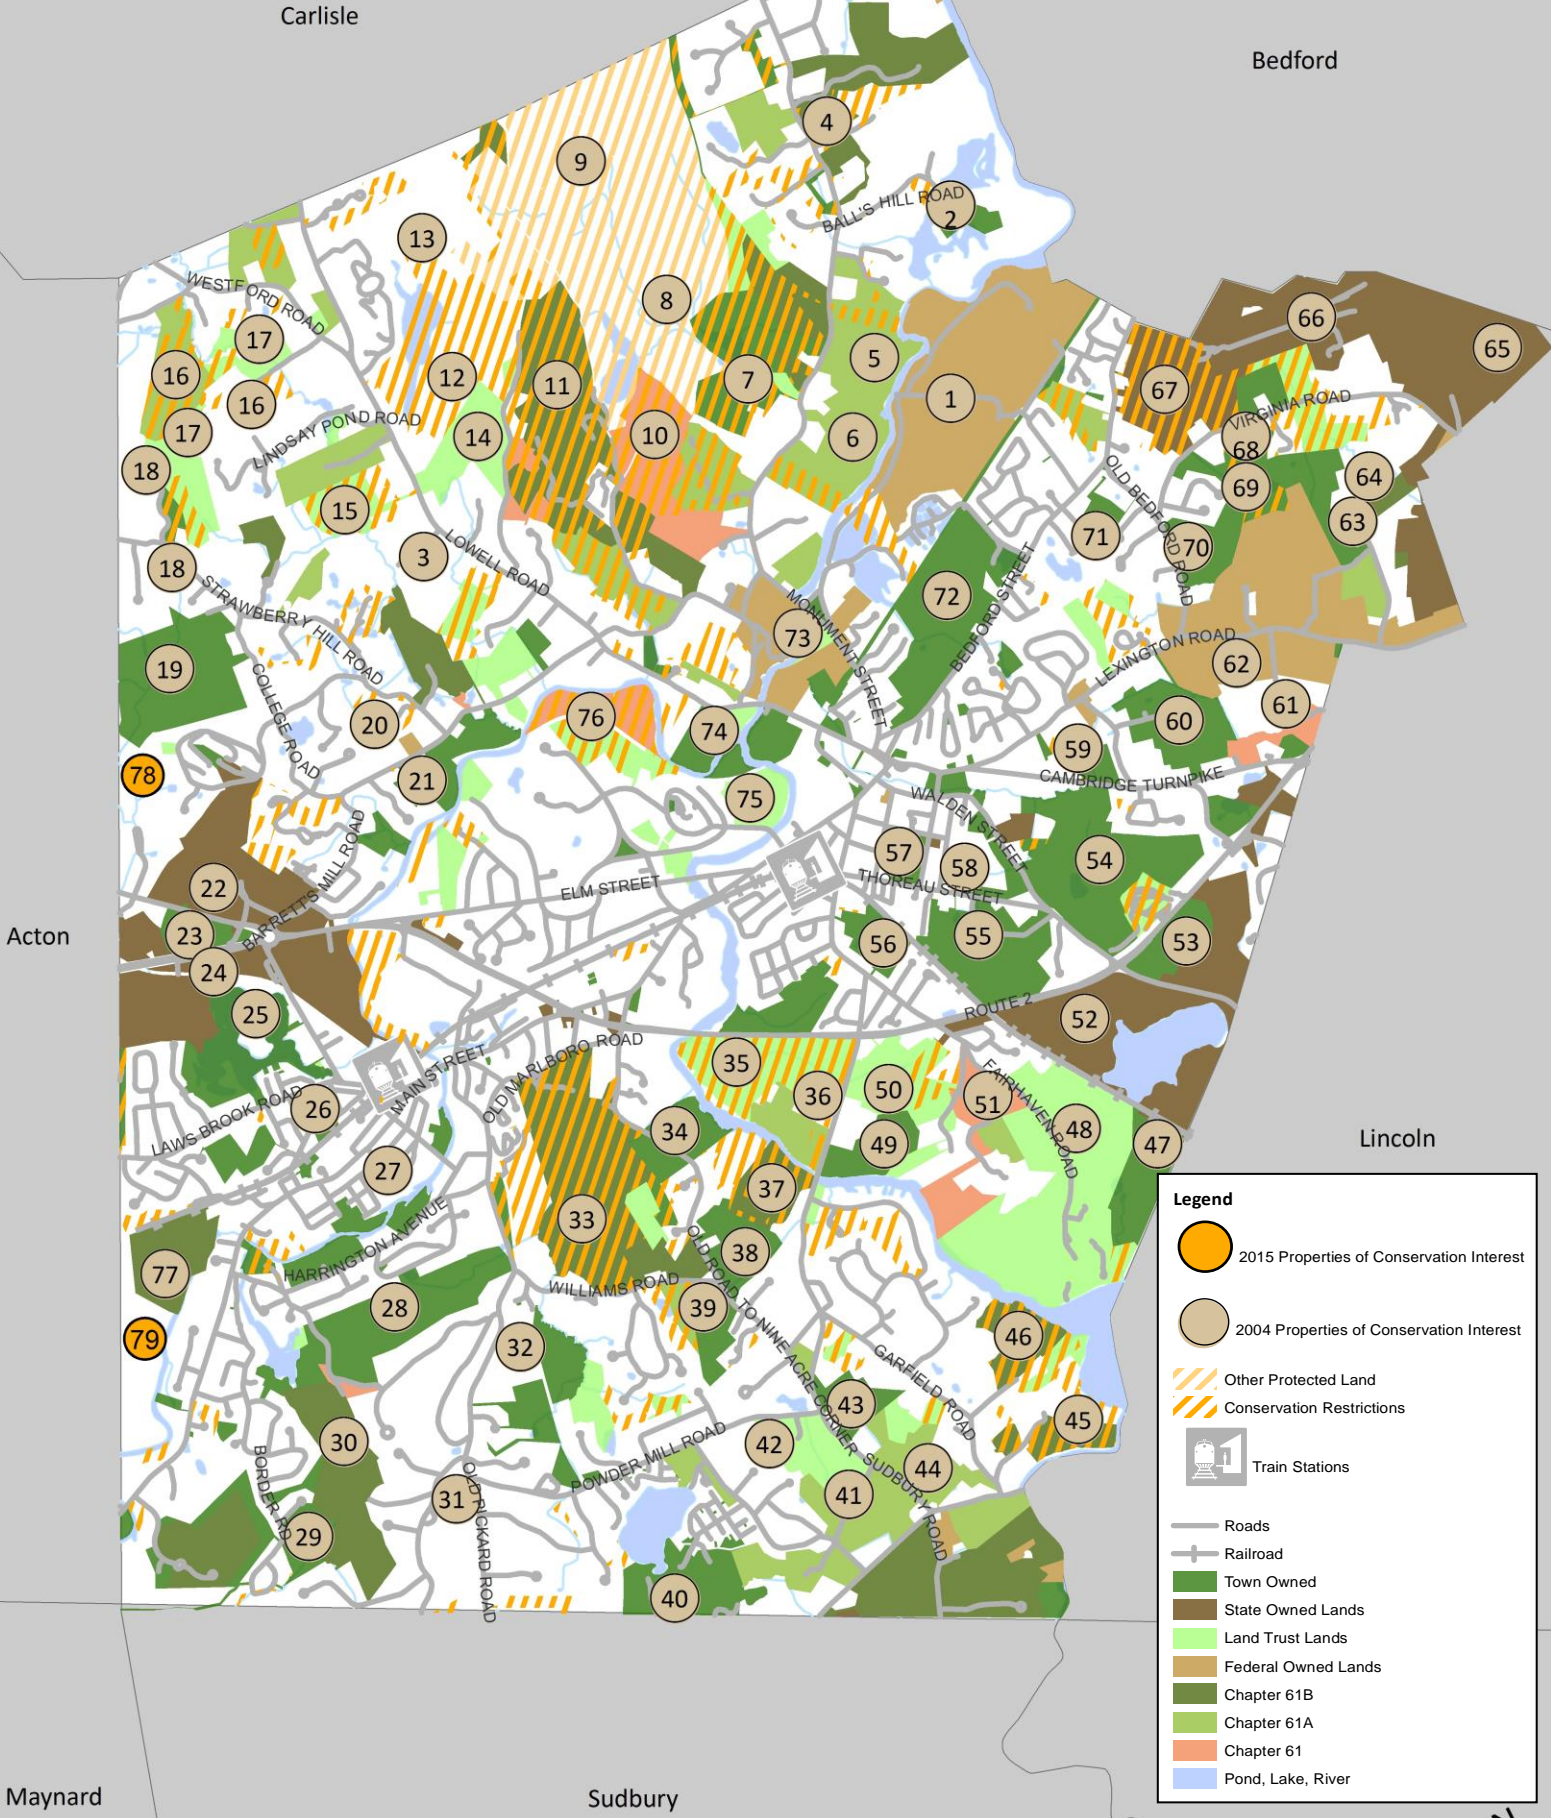 Carlisle
Bedford
4
9
BALL'S HILL ROAD
2
13
WESTFORD ROAD
8
66
65
17
5
16
12
11
7
1
67
16
VIRGINIA ROAD
LINDSAY POND ROAD
17
14
10
6
68
18
OLD BEDFORD ROAD
64
69
15
63
LOWELL ROAD
71
70
3
18
STRAWBERRY HILL ROAD
72
MONUMENT STREET
73
BEDFORD STREET
LEXINGTON ROAD
19
62
COLLEGE ROAD
20
76
74
61
60
59
78
21
75
CAMBRIDGE TURNPIKE
WALDEN STREET
57
58
54
22
BARRETT'S MILL ROAD
ELM STREET
THOREAU STREET
Acton
23
56
55
53
24
25
ROUTE 2
52
OLD MARLBORO ROAD
MAIN STREET
35
36
50
51
FAIRHAVEN ROAD
26
LAWS BROOK ROAD
34
49
48
47
Lincoln
27
37
33
HARRINGTON AVENUE
38
77
WILLIAMS ROAD
39
28
OLD ROAD TO NINE ACRE CORNER
79
32
46
GARFIELD ROAD
43
45
30
42
POWDER MILL ROAD
44
SUDBURY ROAD
BORDER RD
31
OLD PICKARD ROAD
41
29
40
Maynard
Sudbury
Legend
2015 Properties of Conservation Interest
2004 Properties of Conservation Interest
Other Protected Land
Conservation Restrictions
Train Stations
Roads
Railroad
Town Owned
State Owned Lands
Land Trust Lands
Federal Owned Lands
Chapter 61B
Chapter 61A
Chapter 61
Pond, Lake, River